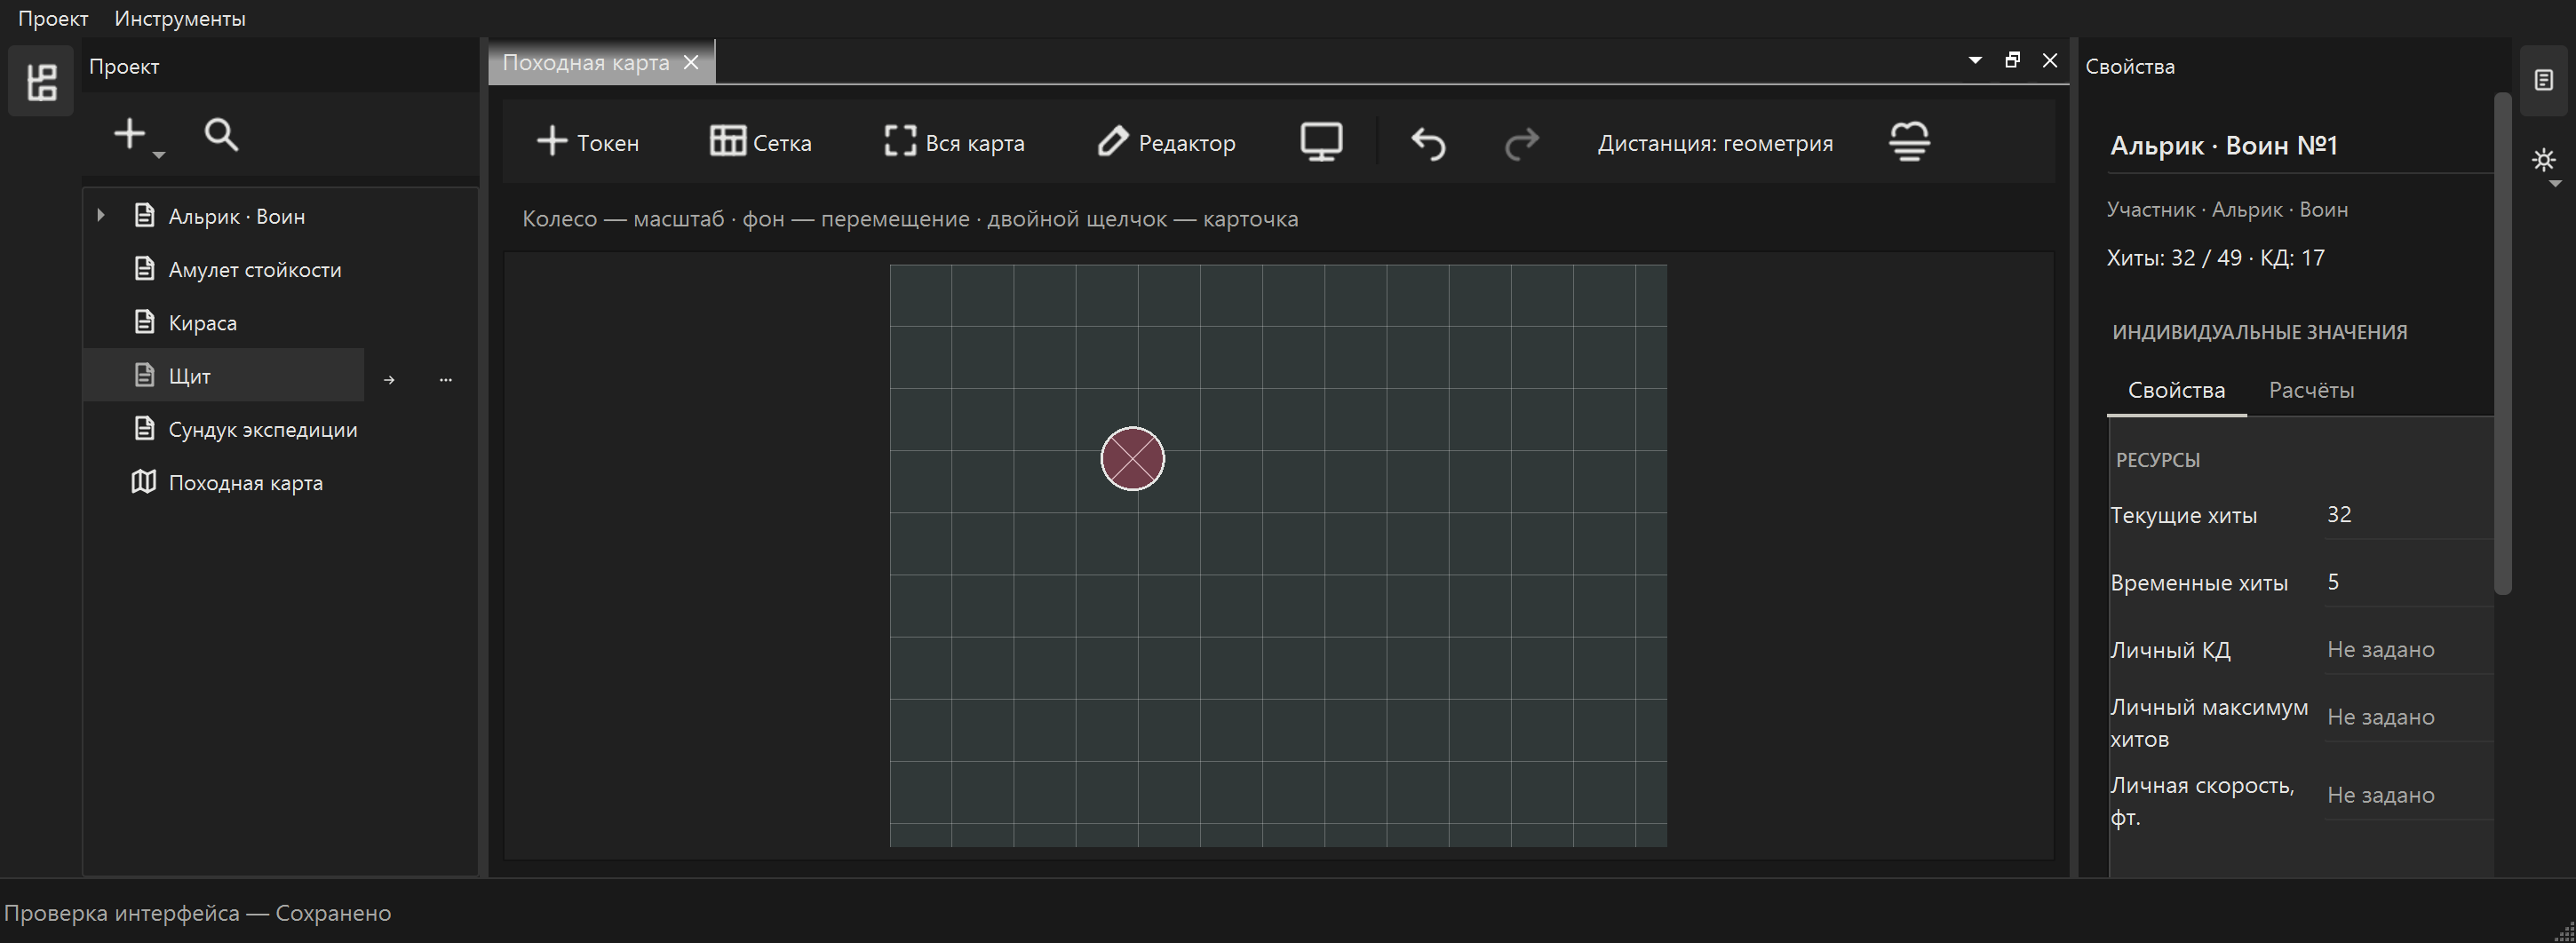 Проект Инструменты
Проект
Альрик · Воин
Амулет стойкости
Кираса
Щит → ...
Сундук экспедиции
Походная карта
Походная карта
Токен Сетка Вся карта Редактор Дистанция: геометрия
Колесо — масштаб · фон — перемещение · двойной щелчок — карточка
Свойства
Альрик · Воин №1
Участник · Альрик · Воин
Хиты: 32 / 49 · КД: 17
ИНДИВИДУАЛЬНЫЕ ЗНАЧЕНИЯ
Свойства Расчёты
РЕСУРСЫ
Текущие хиты 32
Временные хиты 5
Личный КД Не задано
Личный максимум
хитов Не задано
Личная скорость,
фт. Не задано
Проверка интерфейса — Сохранено